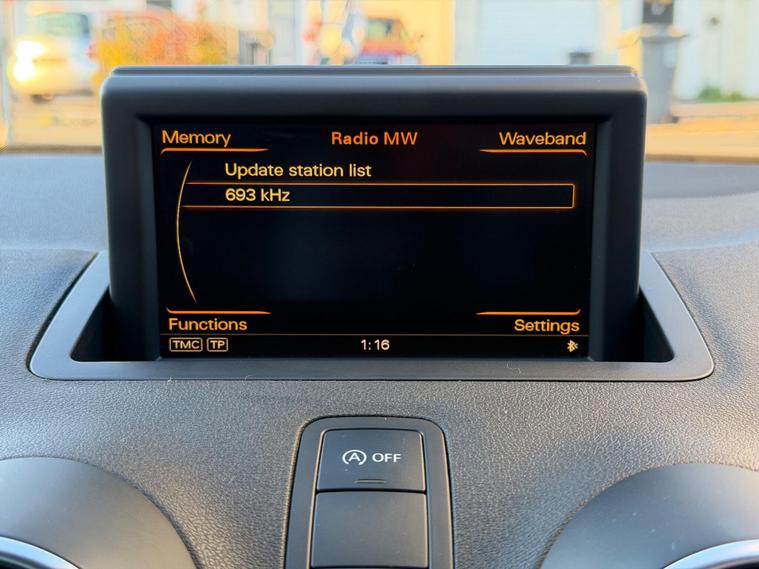 Memory Radio MW Waveband
Update station list
693 kHz
Functions Settings
TMC TP 1:16
A OFF